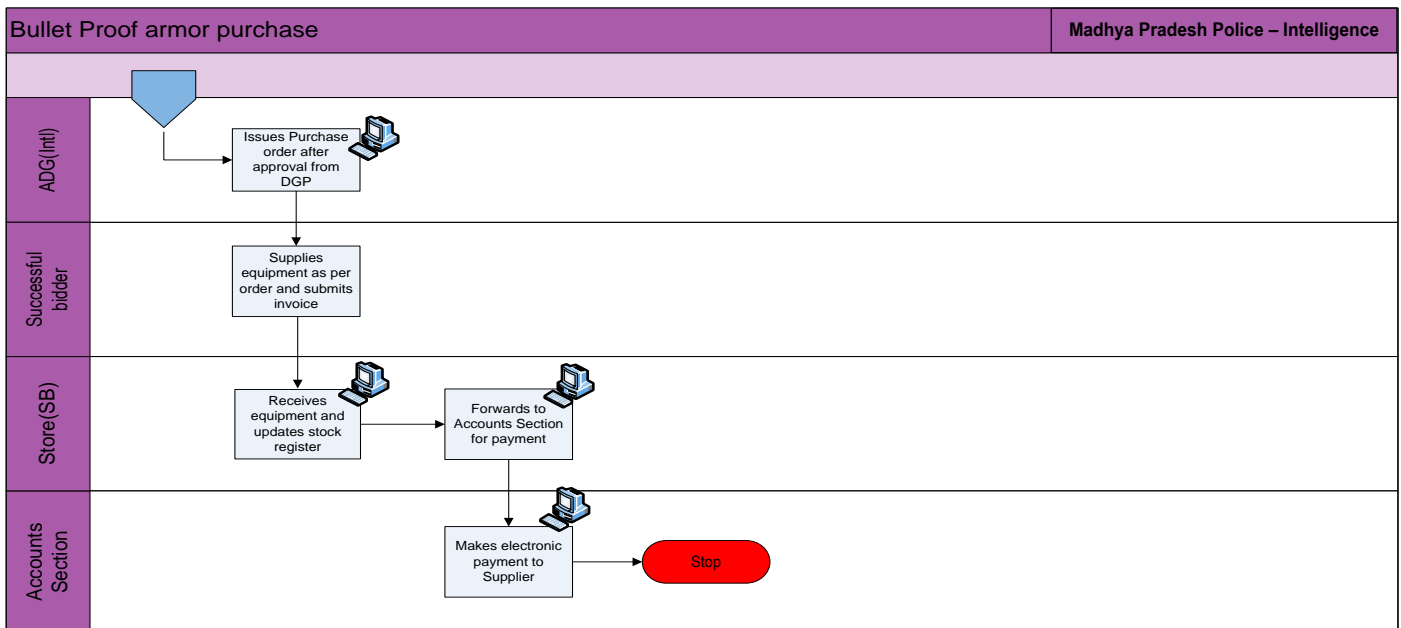 Bullet Proof armor purchase
Madhya Pradesh Police – Intelligence
ADG(Intl)
Issues Purchase
order after
approval from
DGP
Successful
bidder
Supplies
equipment as per
order and submits
invoice
Store(SB)
Receives
equipment and
updates stock
register
Forwards to
Accounts Section
for payment
Accounts
Section
Makes electronic
payment to
Supplier
Stop